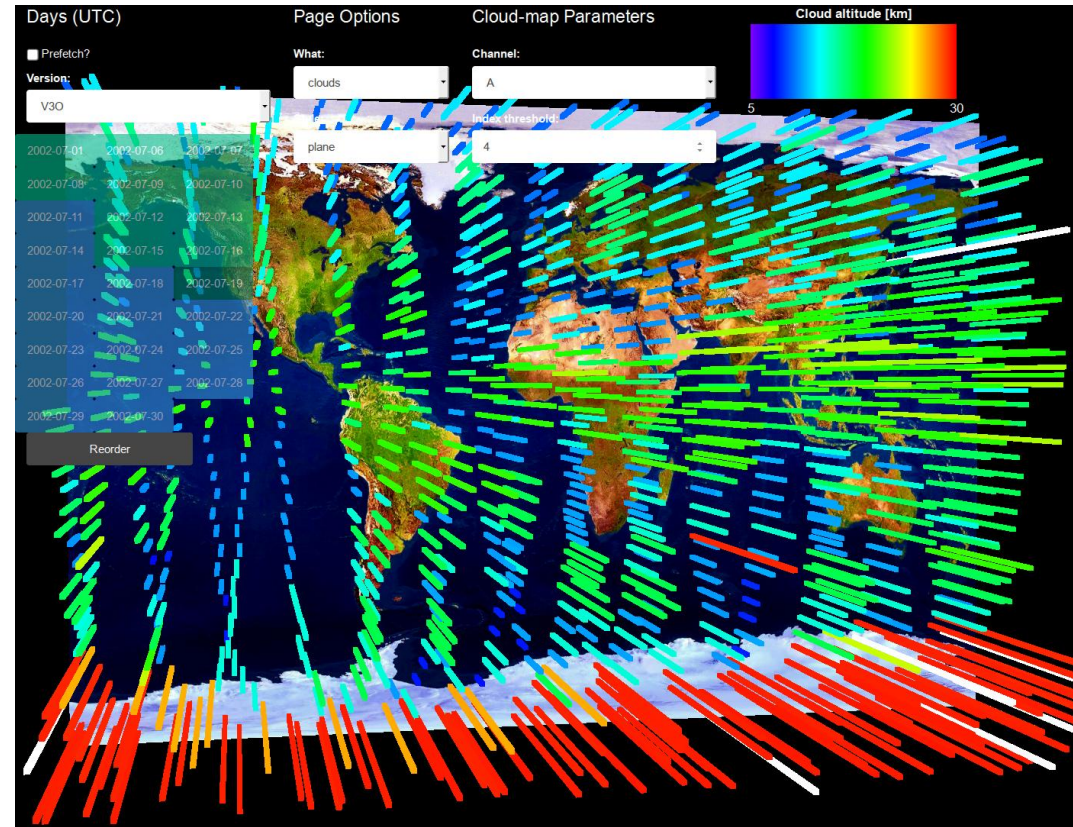 Days (UTC)
Page Options
Cloud-map Parameters
Cloud altitude [km]
Prefetch?
What:
Channel:
Version:
clouds
A
V3O
5
30
Index threshold:
plane
4
2002-07-01 2002-07-06 2002-07-07
2002-07-08 2002-07-09 2002-07-10
2002-07-11 2002-07-12 2002-07-13
2002-07-14 2002-07-15 2002-07-16
2002-07-17 2002-07-18 2002-07-19
2002-07-20 2002-07-21 2002-07-22
2002-07-23 2002-07-24 2002-07-25
2002-07-26 2002-07-27 2002-07-28
2002-07-29 2002-07-30
Reorder